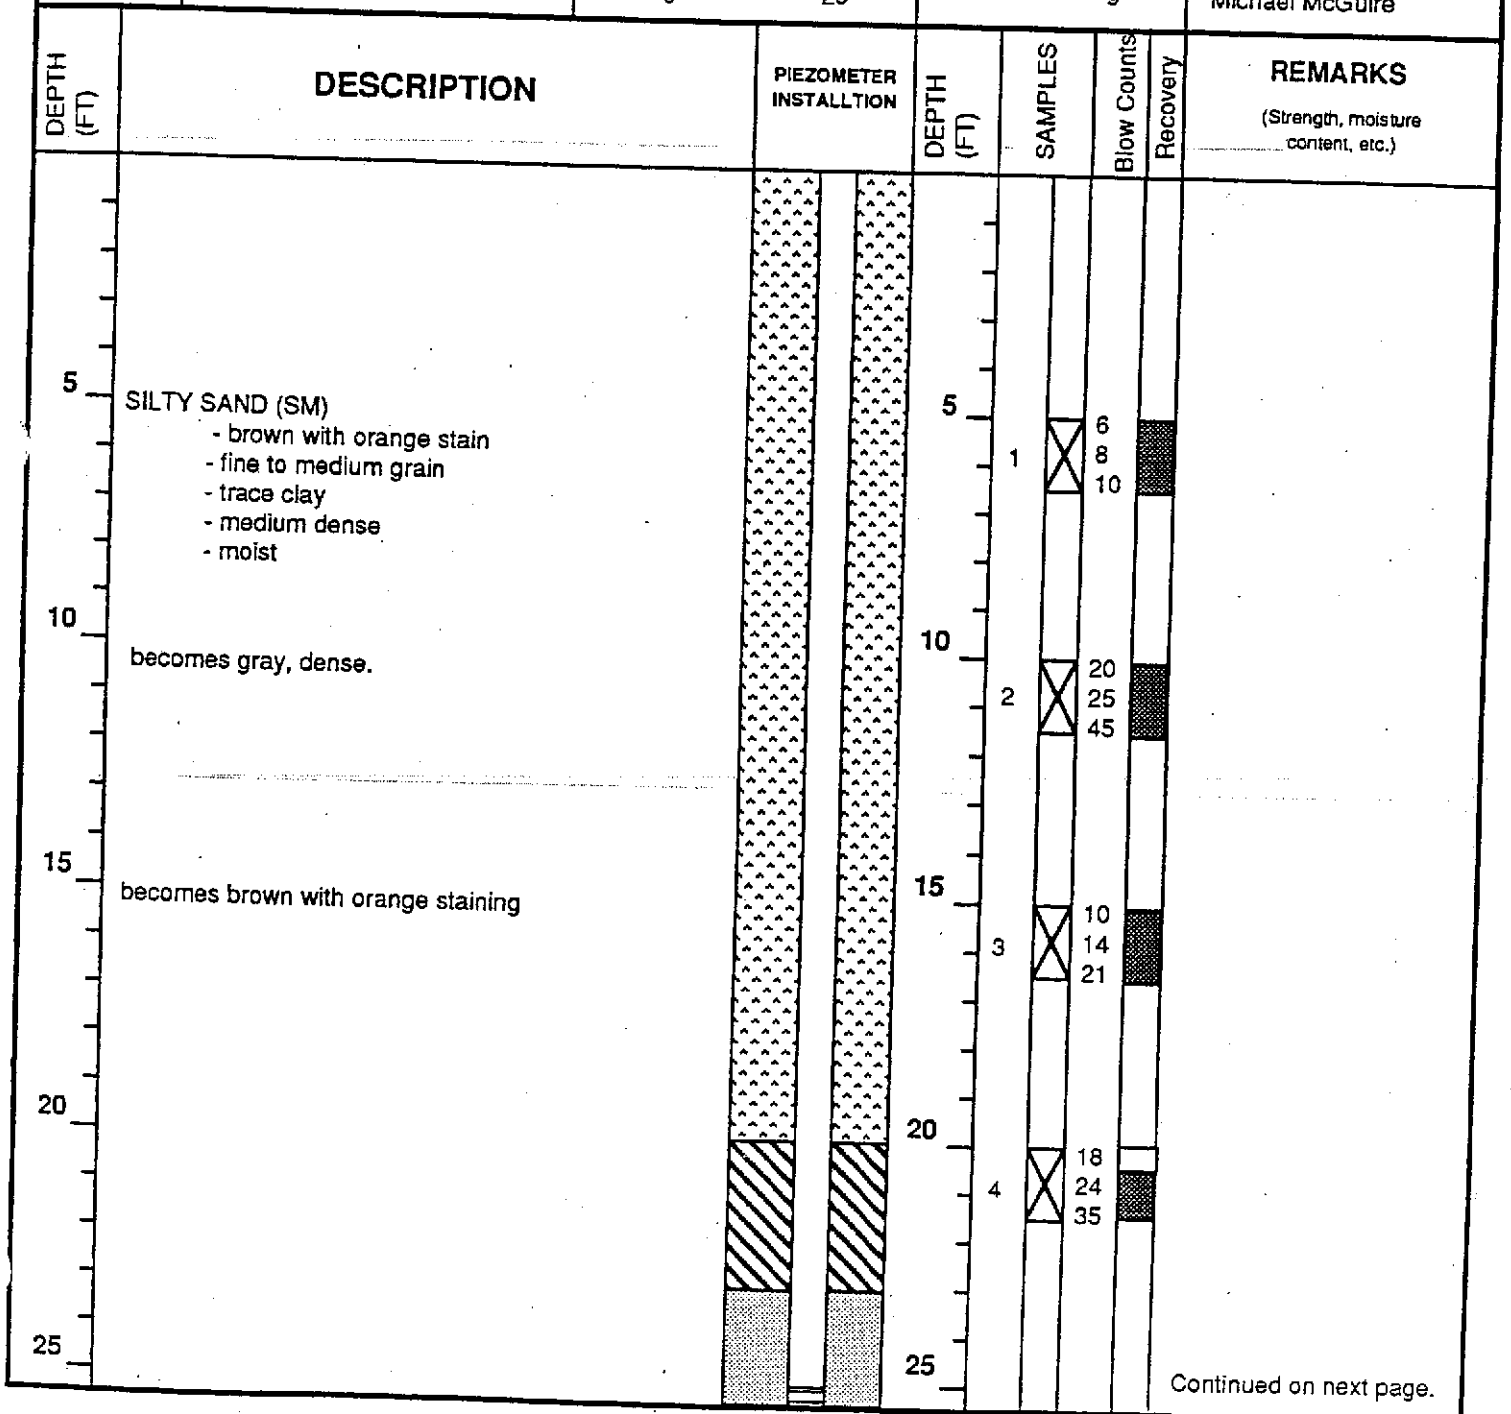 Michael McGuire
DEPTH (FT)
DESCRIPTION
PIEZOMETER
INSTALLTION
DEPTH (FT)
SAMPLES
Blow Counts
Recovery
REMARKS
(Strength, moisture
content, etc.)
5
SILTY SAND (SM)
- brown with orange stain
- fine to medium grain
- trace clay
- medium dense
- moist
10
becomes gray, dense.
15
becomes brown with orange staining
20
25
5
1
6
8
10
10
2
20
25
45
15
3
10
14
21
20
4
18
24
35
25
Continued on next page.